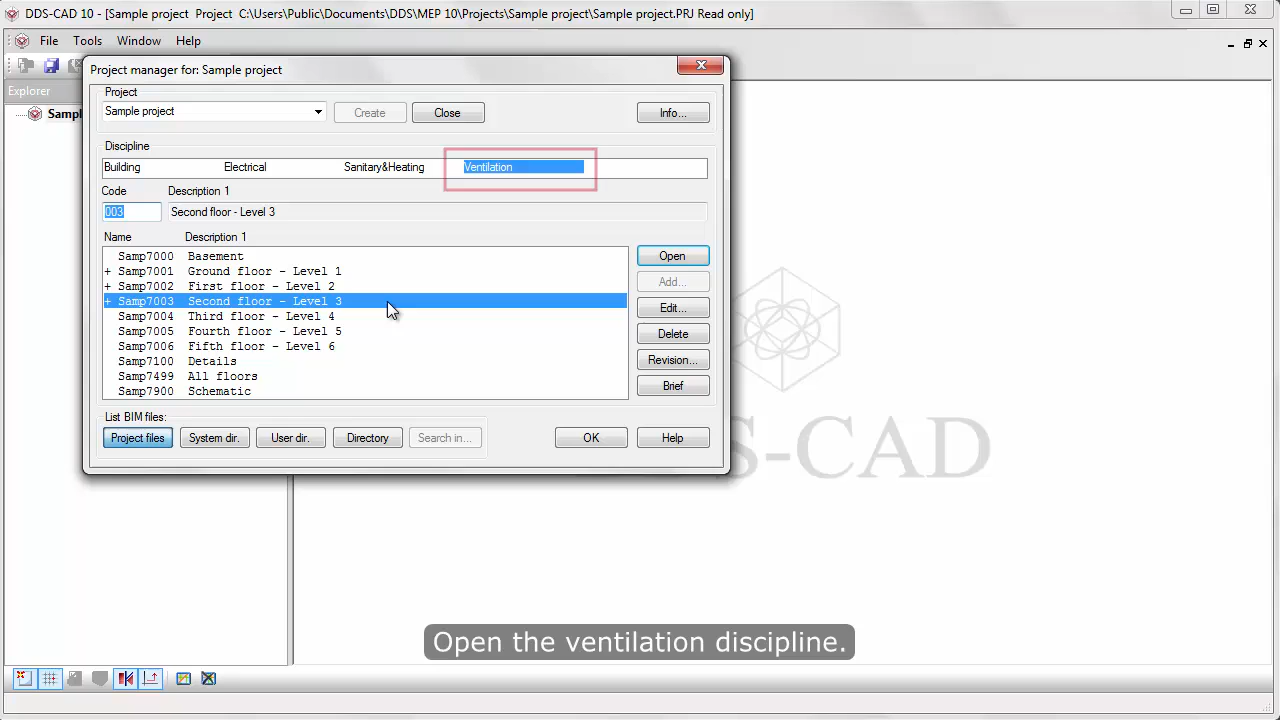 DDS-CAD 10 - [Sample project  Project  C:\Users\Public\Documents\DDS\MEP 10\Projects\Sample project\Sample project.PRJ Read only]
File Tools Window Help
Explorer
Sampl
Project manager for: Sample project
Project
Sample project Create Close Info...
Discipline
Building Electrical Sanitary&Heating Ventilation
Code Description 1
003 Second floor - Level 3
Name Description 1
Samp7000 Basement
+ Samp7001 Ground floor - Level 1
+ Samp7002 First floor - Level 2
+ Samp7003 Second floor - Level 3
Samp7004 Third floor - Level 4
Samp7005 Fourth floor - Level 5
Samp7006 Fifth floor - Level 6
Samp7100 Details
Samp7499 All floors
Samp7900 Schematic
Open
Add...
Edit...
Delete
Revision...
Brief
List BIM files:
Project files System dir. User dir. Directory Search in... OK Help
S-CAD
Open the ventilation discipline.